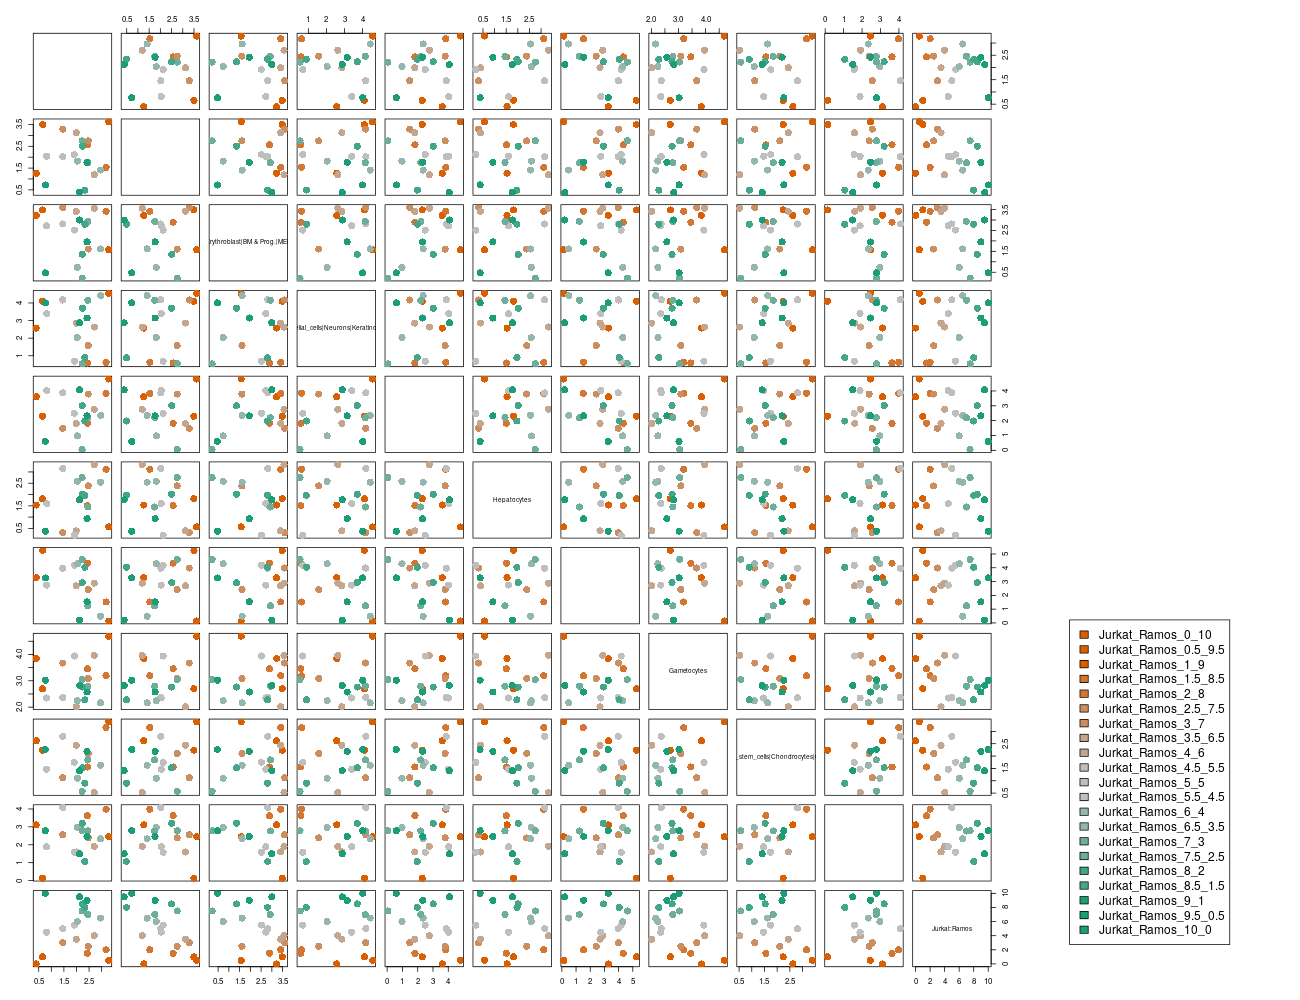 0.5 1.5 2.5 3.5
1 2 3 4
0.5 1.5 2.5
2.0 3.0 4.0
0 1 2 3 4
0.5 1.5 2.5
0.5 1.5 2.5 3.5
rythroblast(BM & Prog.)ME
0.5 1.5 2.5 3.5
1 2 3 4
elial_cells|Neurons|Keratino
0 1 2 3 4
0.5 1.5 2.5
Hepatocytes
0 1 2 3 4 5
2.0 3.0 4.0
Gametocytes
_stem_cells|Chondrocytes|
0.5 1.5 2.5
0 1 2 3 4
Jurkat:Ramos
0 2 4 6 8 10
0.5 1.5 2.5
0.5 1.5 2.5 3.5
0 1 2 3 4
0 1 2 3 4 5
0.5 1.5 2.5
0 2 4 6 8 10
Jurkat_Ramos_0_10
Jurkat_Ramos_0.5_9.5
Jurkat_Ramos_1_9
Jurkat_Ramos_1.5_8.5
Jurkat_Ramos_2_8
Jurkat_Ramos_2.5_7.5
Jurkat_Ramos_3_7
Jurkat_Ramos_3.5_6.5
Jurkat_Ramos_4_6
Jurkat_Ramos_4.5_5.5
Jurkat_Ramos_5_5
Jurkat_Ramos_5.5_4.5
Jurkat_Ramos_6_4
Jurkat_Ramos_6.5_3.5
Jurkat_Ramos_7_3
Jurkat_Ramos_7.5_2.5
Jurkat_Ramos_8_2
Jurkat_Ramos_8.5_1.5
Jurkat_Ramos_9_1
Jurkat_Ramos_9.5_0.5
Jurkat_Ramos_10_0